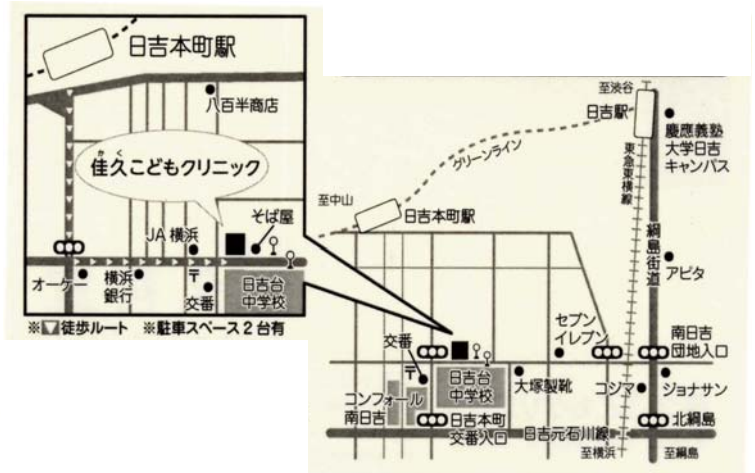 日吉本町駅
八百半商店
か く
佳久こどもクリニック
JA 横浜
そば屋
オーケー
横浜
銀行
〒
交番
日吉台
中学校
※▽徒歩ルート ※駐車スペース2台有
至渋谷
日吉駅
慶應義塾
大学日吉
キャンパス
グリーンライン
東急東横線
至中山
日吉本町駅
綱島街道
アピタ
セブン
イレブン
南日吉
団地入口
交番
〒
日吉台
中学校
大塚製靴
コジマ
ジョナサン
コンフォール
南日吉
日吉本町
交番入口
北綱島
日吉元石川線
至横浜
至綱島